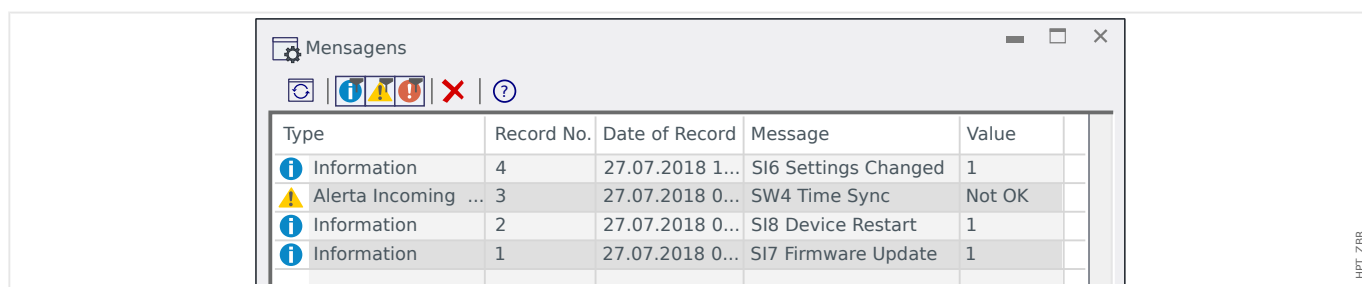 Mensagens
Type Record No. Date of Record Message Value
Information 4 27.07.2018 1... SI6 Settings Changed 1
Alerta Incoming ... 3 27.07.2018 0... SW4 Time Sync Not OK
Information 2 27.07.2018 0... SI8 Device Restart 1
Information 1 27.07.2018 0... SI7 Firmware Update 1
HPT_ZBR